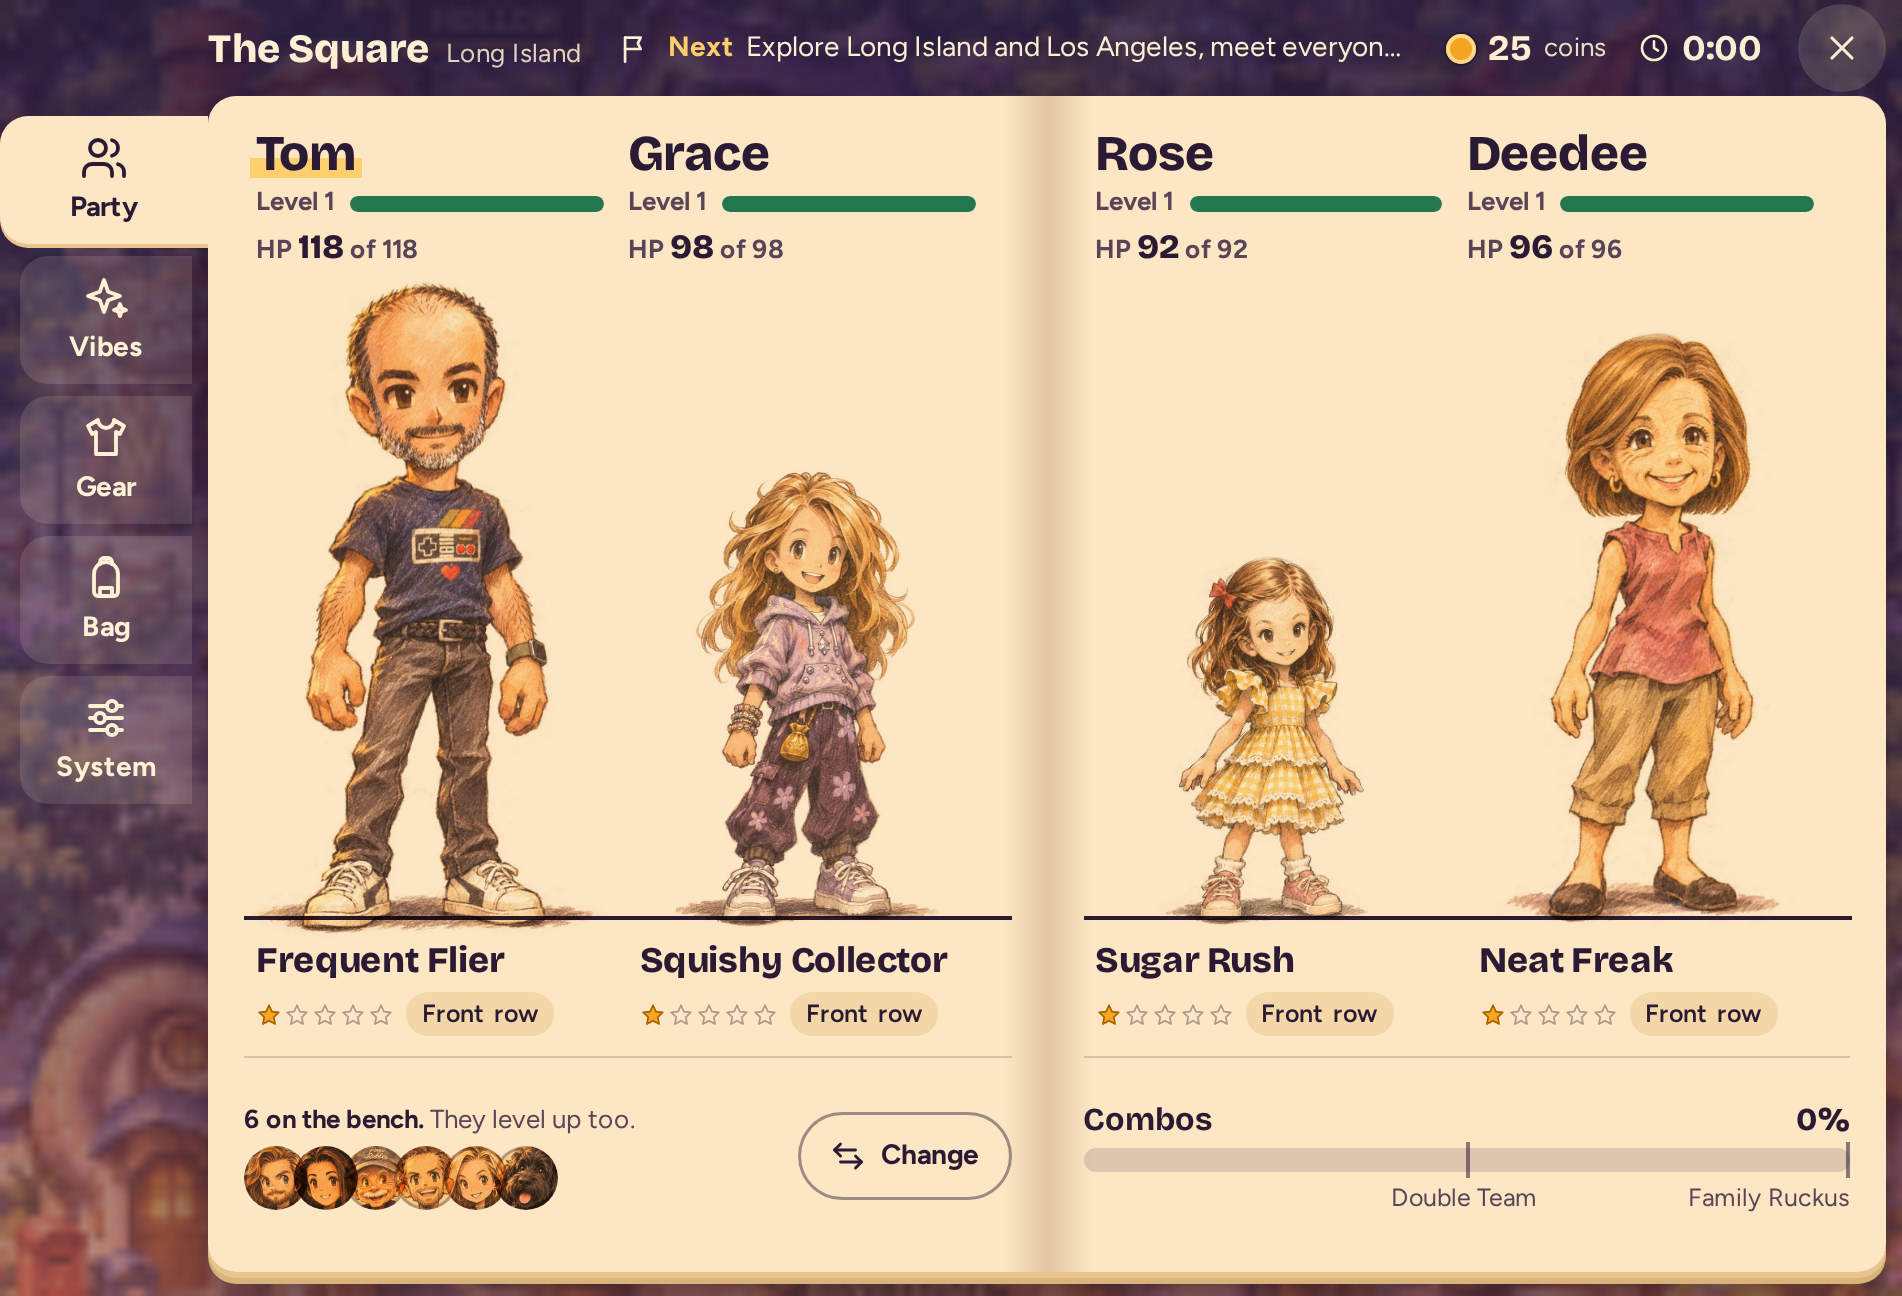 The Square Long Island Next Explore Long Island and Los Angeles, meet everyon... 25 coins 0:00
Party
Vibes
Gear
Bag
System
Tom
Level 1
HP 118 of 118
Grace
Level 1
HP 98 of 98
Rose
Level 1
HP 92 of 92
Deedee
Level 1
HP 96 of 96
Frequent Flier
Front row
Squishy Collector
Front row
Sugar Rush
Front row
Neat Freak
Front row
6 on the bench. They level up too.
Change
Combos 0%
Double Team Family Ruckus